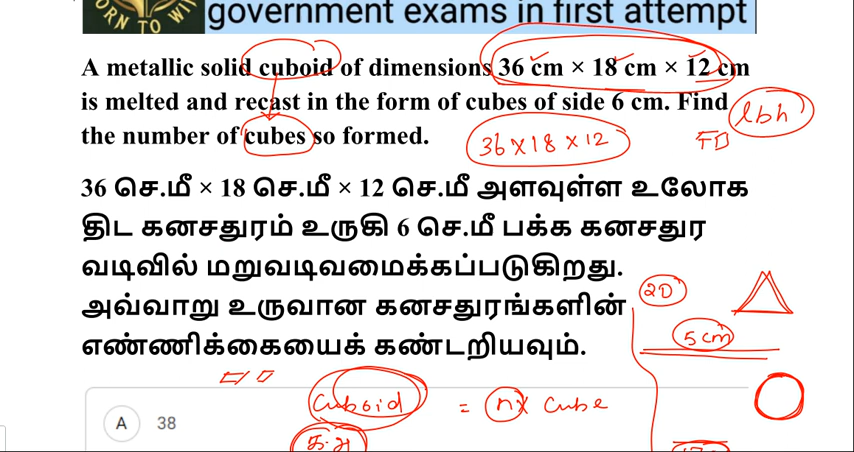 BORN TO WIN
government exams in first attempt
A metallic solid cuboid of dimensions 36 cm × 18 cm × 12 cm
is melted and recast in the form of cubes of side 6 cm. Find
lbh
the number of cubes so formed.
36 × 18 × 12
36 செ.மீ × 18 செ.மீ × 12 செ.மீ அளவுள்ள உலோக
திட கனசதுரம் உருகி 6 செ.மீ பக்க கனசதுர
வடிவில் மறுவடிவமைக்கப்படுகிறது.
அவ்வாறு உருவான கனசதுரங்களின்
2D
எண்ணிக்கையைக் கண்டறியவும்.
5 cm
Cuboid = n × Cube
A 38